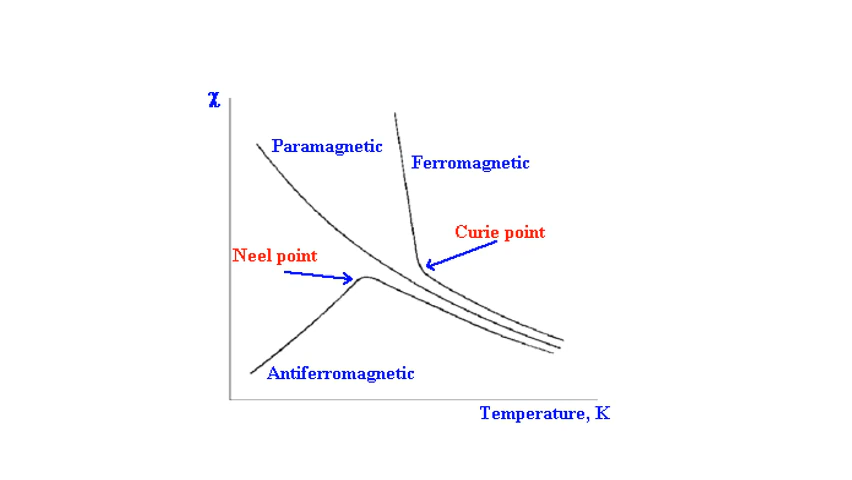 χ
Paramagnetic
Ferromagnetic
Curie point
Neel point
Antiferromagnetic
Temperature, K